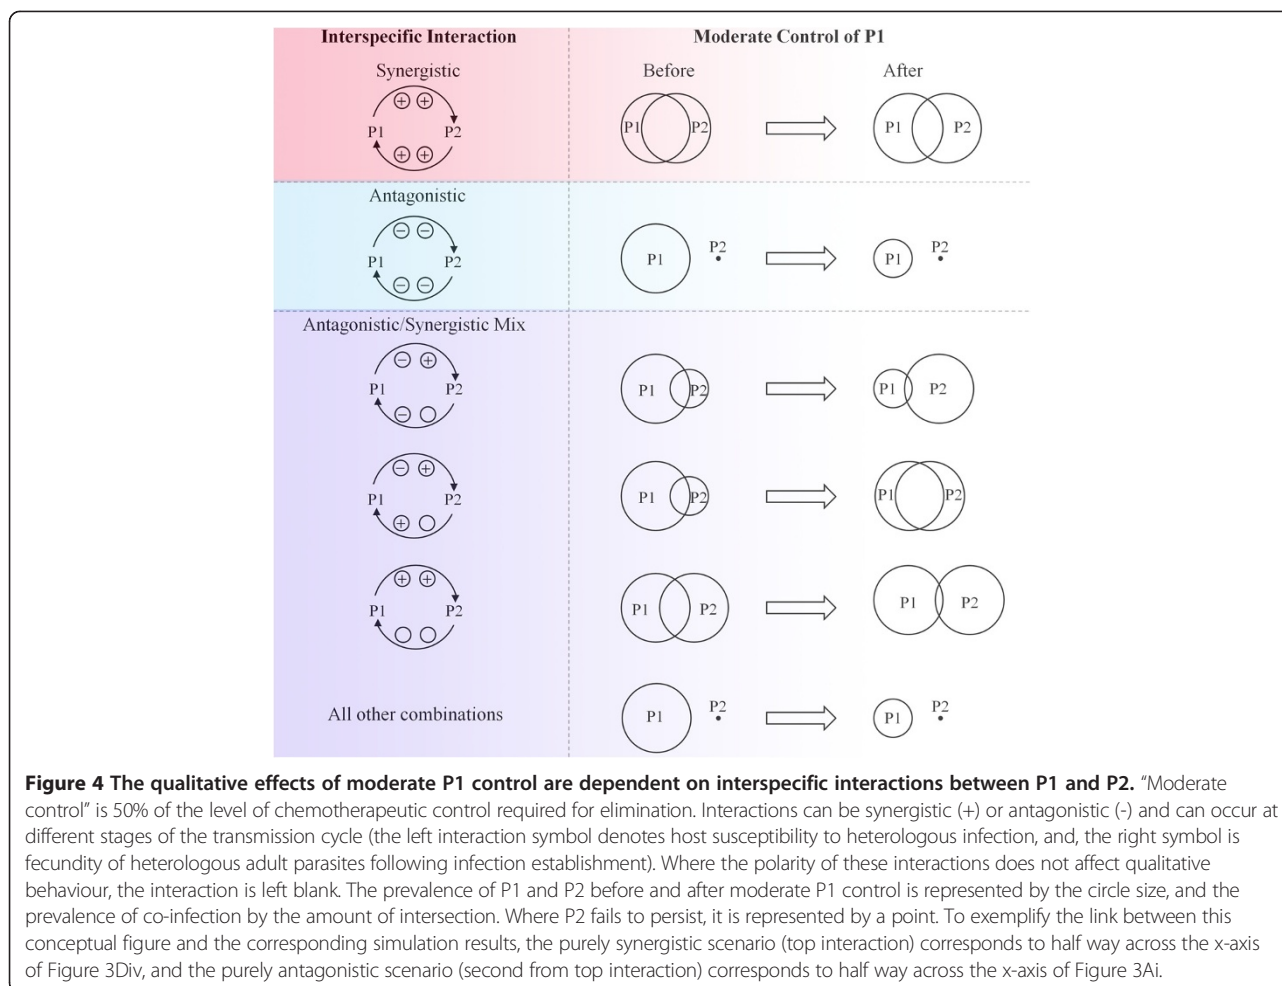 Interspecific Interaction
Moderate Control of P1
Synergistic
Before
After
+ +
P1 P2
+ +
P1 P2
P1 P2
Antagonistic
- -
P1 P2
- -
P1 P2
P1 P2
Antagonistic/Synergistic Mix
- +
P1 P2
-
P1 P2
P1 P2
- +
P1 P2
+
P1 P2
P1 P2
+ +
P1 P2
P1 P2
P1 P2
All other combinations
P1 P2
P1 P2
Figure 4 The qualitative effects of moderate P1 control are dependent on interspecific interactions between P1 and P2. “Moderate
control” is 50% of the level of chemotherapeutic control required for elimination. Interactions can be synergistic (+) or antagonistic (-) and can occur at
different stages of the transmission cycle (the left interaction symbol denotes host susceptibility to heterologous infection, and, the right symbol is
fecundity of heterologous adult parasites following infection establishment). Where the polarity of these interactions does not affect qualitative
behaviour, the interaction is left blank. The prevalence of P1 and P2 before and after moderate P1 control is represented by the circle size, and the
prevalence of co-infection by the amount of intersection. Where P2 fails to persist, it is represented by a point. To exemplify the link between this
conceptual figure and the corresponding simulation results, the purely synergistic scenario (top interaction) corresponds to half way across the x-axis
of Figure 3Div, and the purely antagonistic scenario (second from top interaction) corresponds to half way across the x-axis of Figure 3Ai.